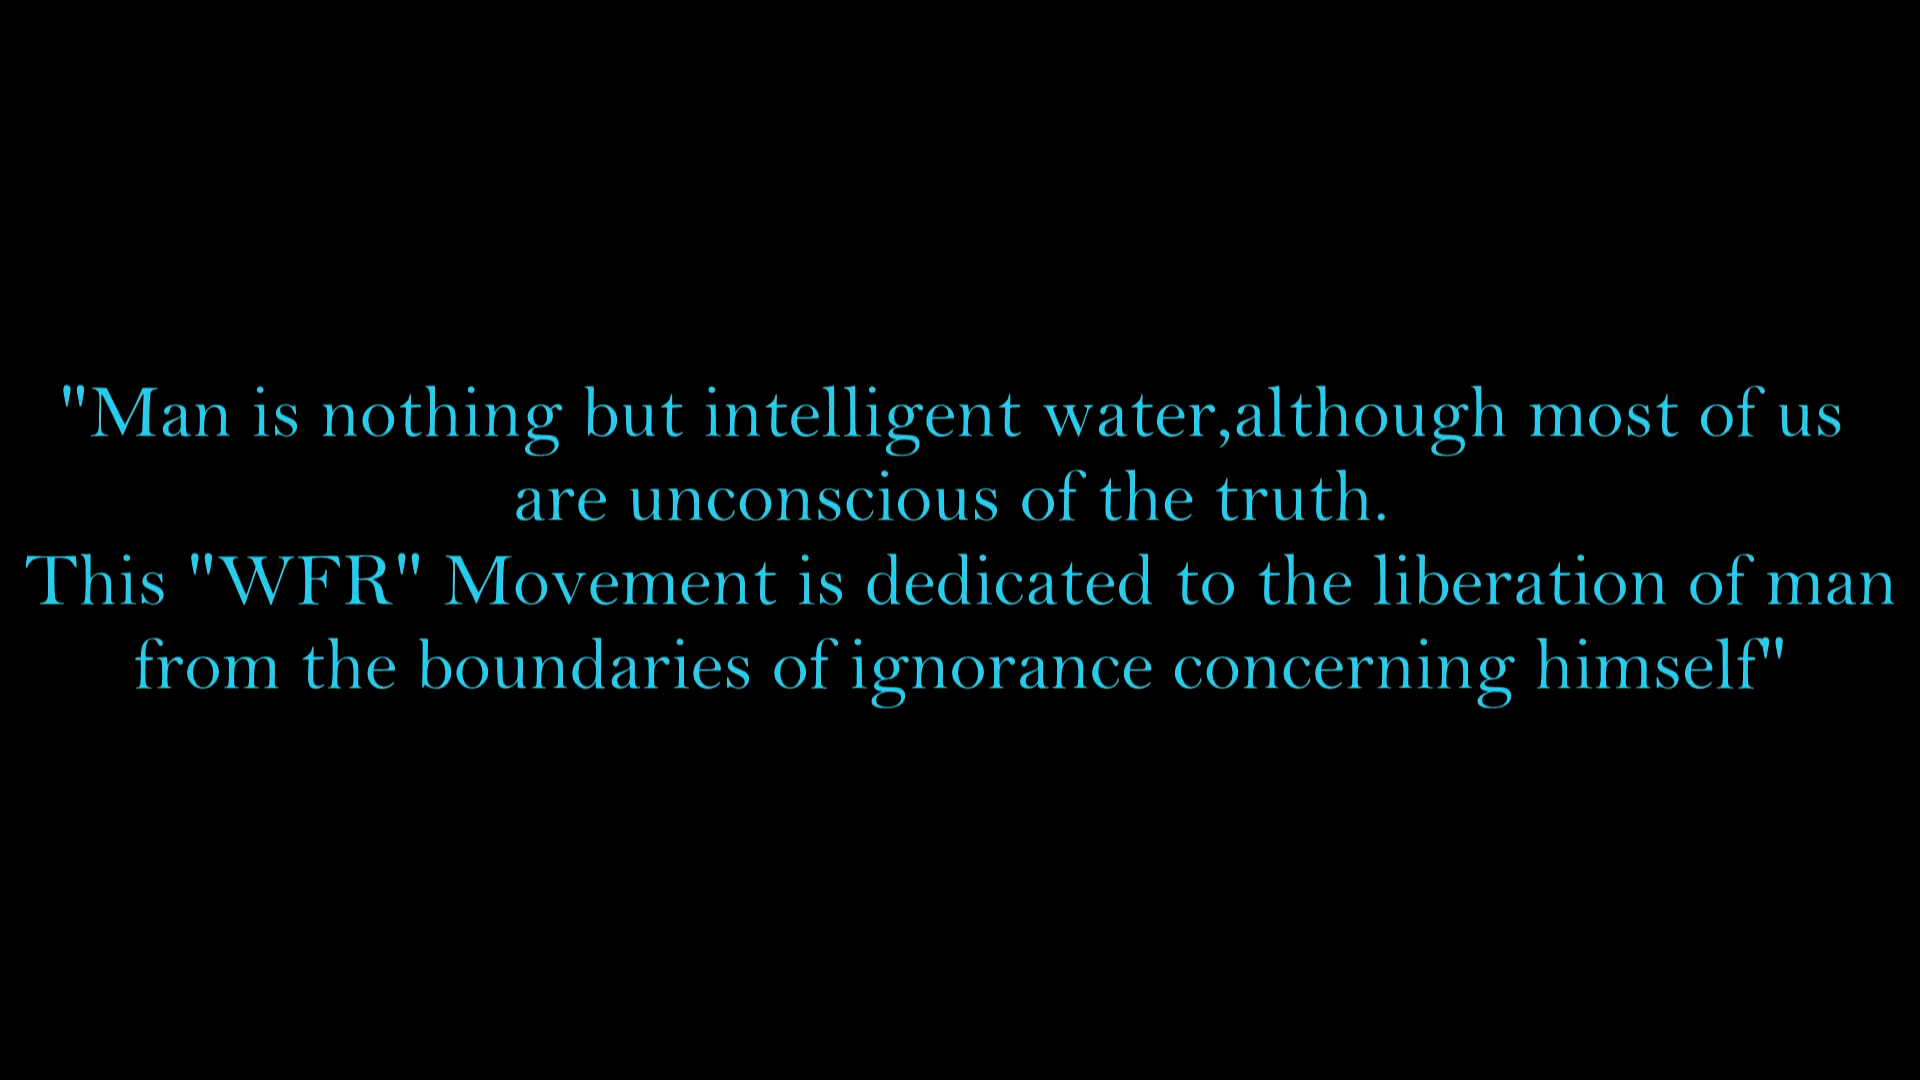 "Man is nothing but intelligent water,although most of us
are unconscious of the truth.
This "WFR" Movement is dedicated to the liberation of man
from the boundaries of ignorance concerning himself"